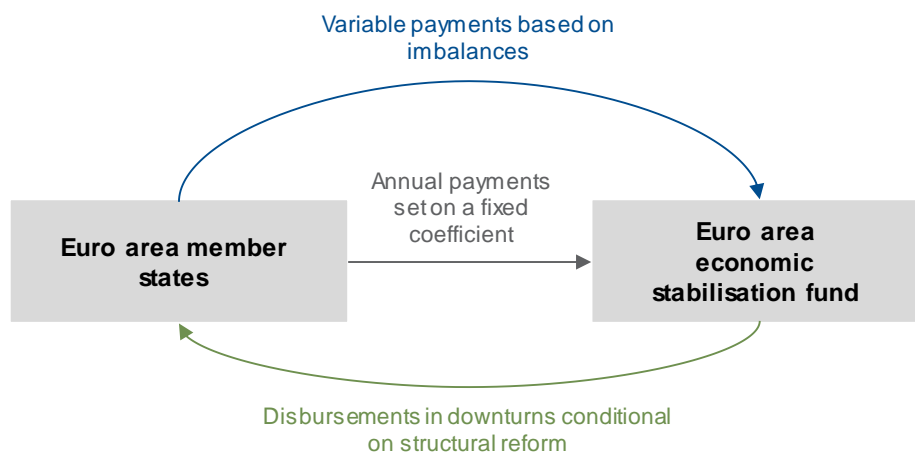 Variable payments based on
imbalances
Annual payments
set on a fixed
coefficient
Euro area member
states
Euro area
economic
stabilisation fund
Disbursements in downturns conditional
on structural reform